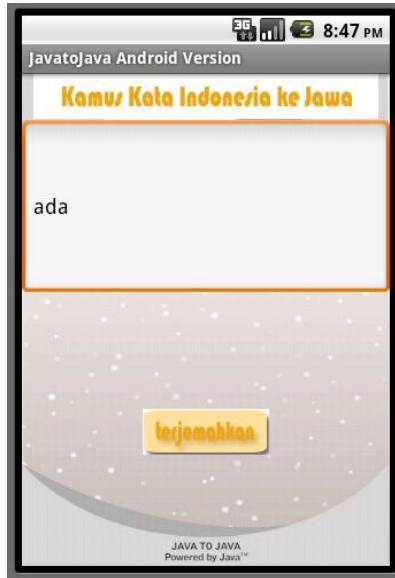 3G 8:47 PM
JavatoJava Android Version
Kamus Kata Indonesia ke Jawa
ada
terjemahkan
JAVA TO JAVA
Powered by Java™